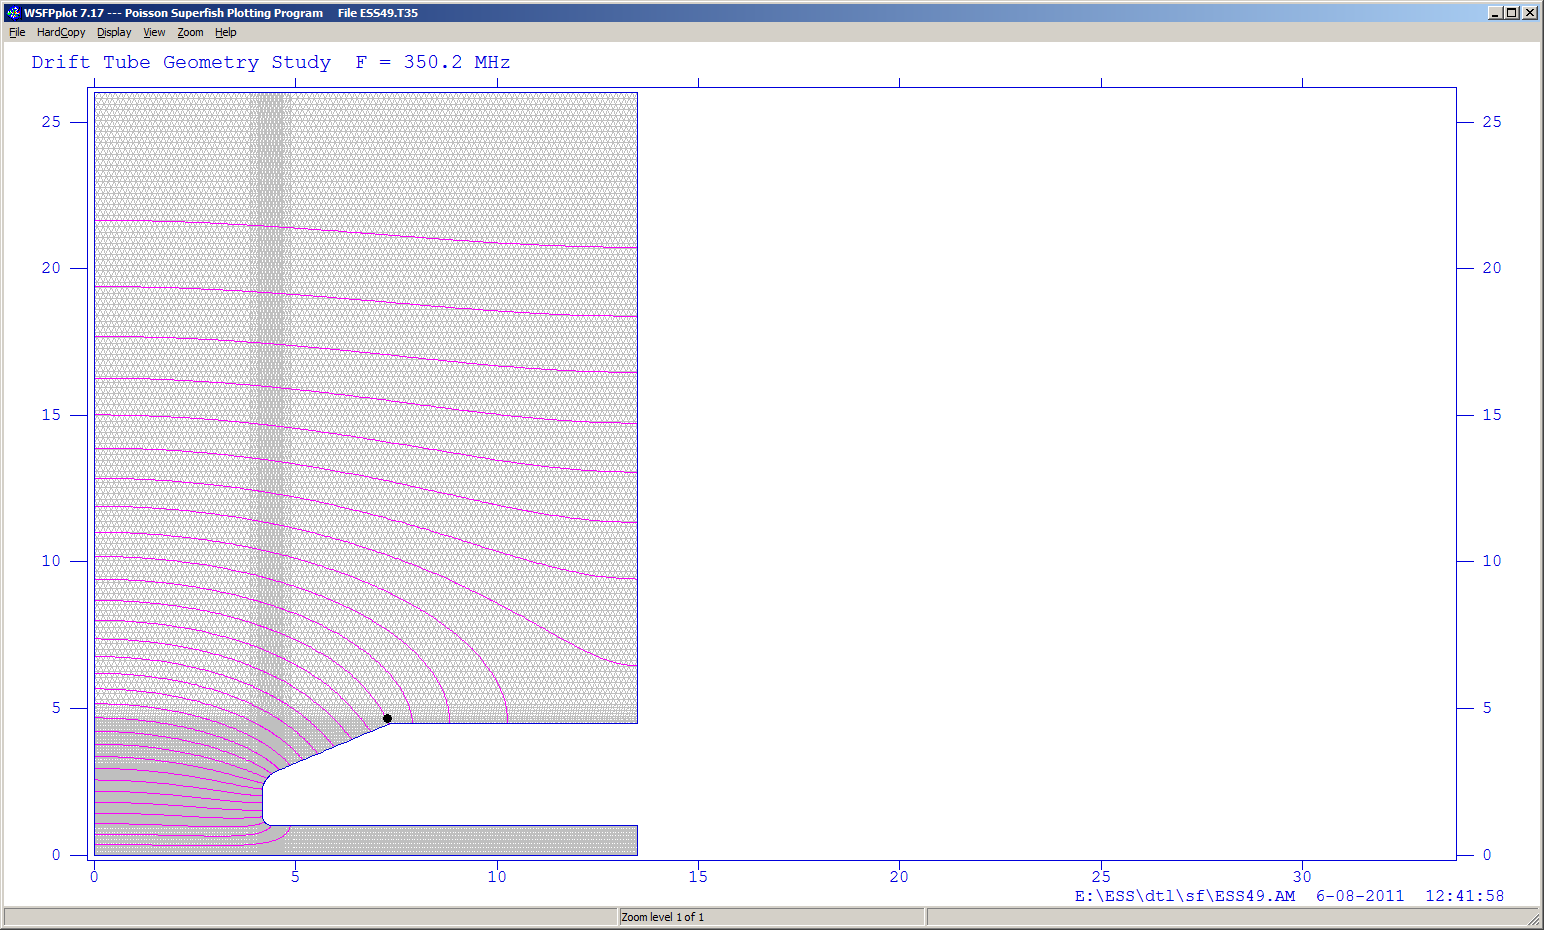 WSFPplot 7.17 --- Poisson Superfish Plotting Program    File ESS49.T35
File  HardCopy  Display  View  Zoom  Help
Drift Tube Geometry Study  F = 350.2 MHz
25 25
20 20
15 15
10 10
5 5
0 0
0 5 10 15 20 25 30
E:\ESS\dtl\sf\ESS49.AM  6-08-2011  12:41:58
Zoom level 1 of 1